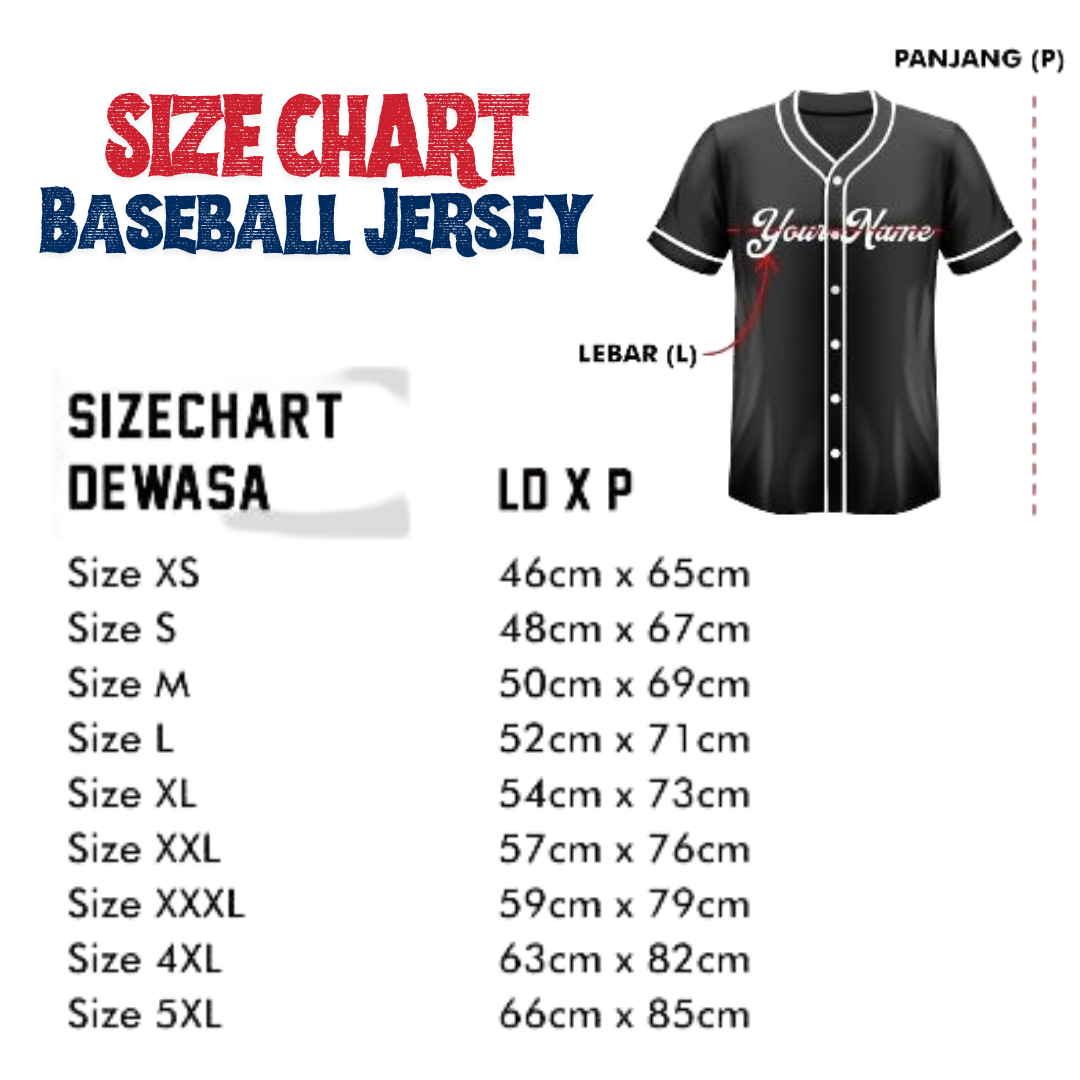 PANJANG (P)
SIZE CHART
BASEBALL JERSEY
Your Name
LEBAR (L)
SIZECHART
DEWASA
LD X P
Size XS 46cm x 65cm
Size S 48cm x 67cm
Size M 50cm x 69cm
Size L 52cm x 71cm
Size XL 54cm x 73cm
Size XXL 57cm x 76cm
Size XXXL 59cm x 79cm
Size 4XL 63cm x 82cm
Size 5XL 66cm x 85cm